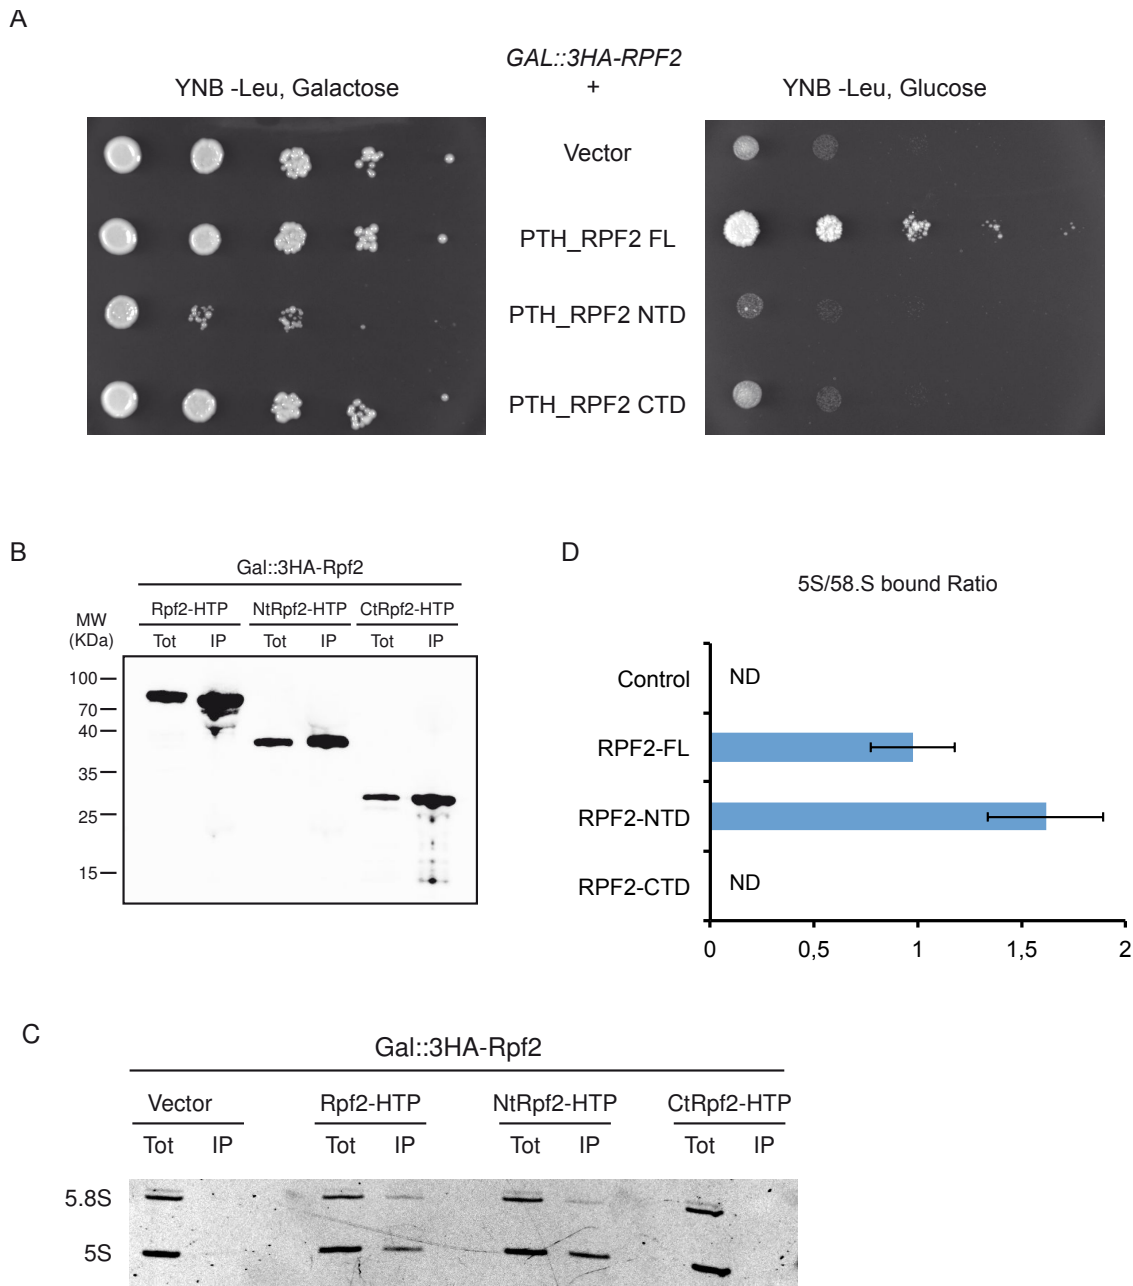 A
GAL::3HA-RPF2
YNB -Leu, Galactose
+
YNB -Leu, Glucose
Vector
PTH_RPF2 FL
PTH_RPF2 NTD
PTH_RPF2 CTD
B
Gal::3HA-Rpf2
MW
(KDa)
Rpf2-HTP
NtRpf2-HTP
CtRpf2-HTP
Tot IP Tot IP Tot IP
100
70
40
35
25
15
D
5S/58.S bound Ratio
Control
ND
RPF2-FL
RPF2-NTD
RPF2-CTD
ND
0 0,5 1 1,5 2
C
Gal::3HA-Rpf2
Vector Rpf2-HTP NtRpf2-HTP CtRpf2-HTP
Tot IP Tot IP Tot IP Tot IP
5.8S
5S